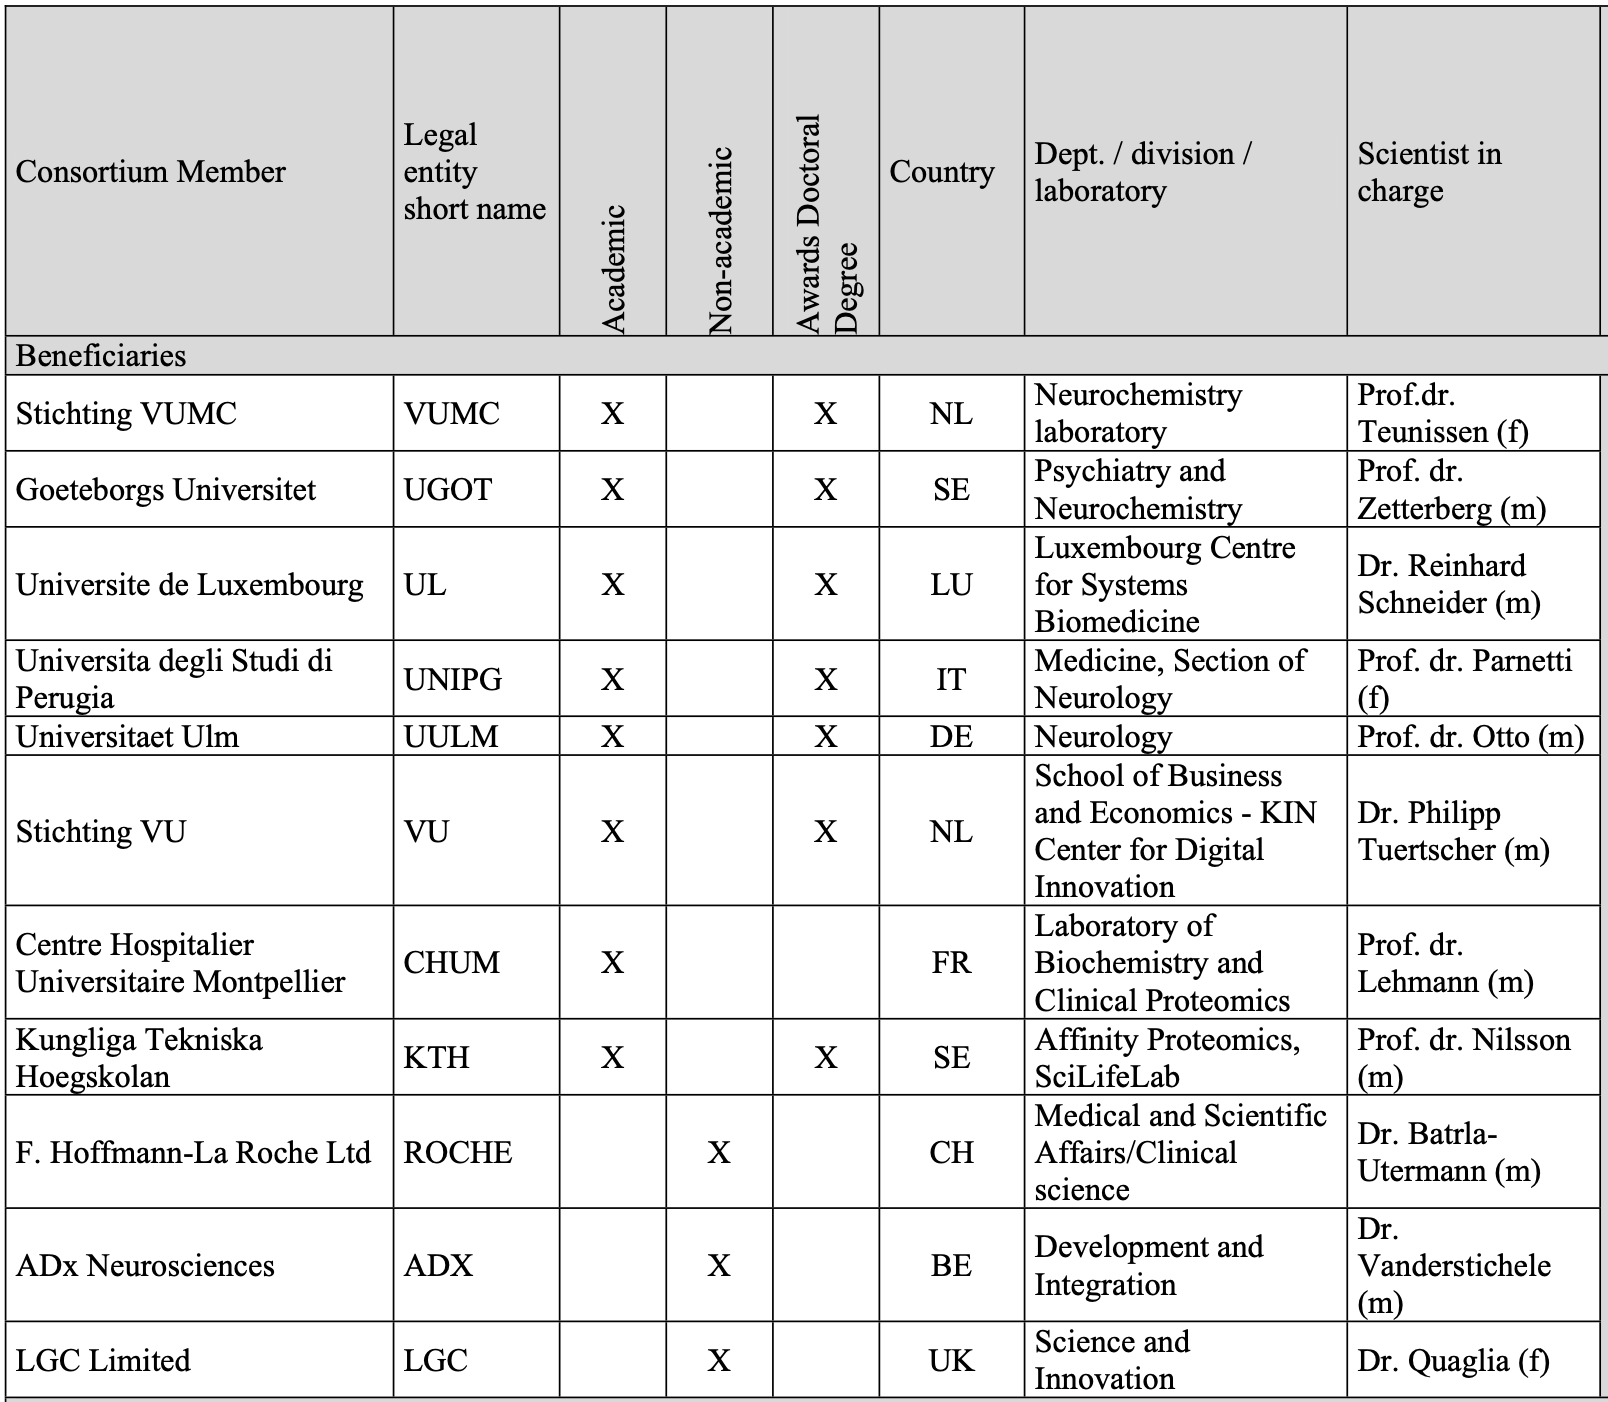 Consortium Member
Legal
entity
short name
Academic
Non-academic
Awards Doctoral
Degree
Country
Dept. / division /
laboratory
Scientist in
charge
Beneficiaries
Stichting VUMC
VUMC
X
X
NL
Neurochemistry
laboratory
Prof.dr.
Teunissen (f)
Goeteborgs Universitet
UGOT
X
X
SE
Psychiatry and
Neurochemistry
Prof. dr.
Zetterberg (m)
Universite de Luxembourg
UL
X
X
LU
Luxembourg Centre
for Systems
Biomedicine
Dr. Reinhard
Schneider (m)
Universita degli Studi di
Perugia
UNIPG
X
X
IT
Medicine, Section of
Neurology
Prof. dr. Parnetti
(f)
Universitaet Ulm
UULM
X
X
DE
Neurology
Prof. dr. Otto (m)
Stichting VU
VU
X
X
NL
School of Business
and Economics - KIN
Center for Digital
Innovation
Dr. Philipp
Tuertscher (m)
Centre Hospitalier
Universitaire Montpellier
CHUM
X
FR
Laboratory of
Biochemistry and
Clinical Proteomics
Prof. dr.
Lehmann (m)
Kungliga Tekniska
Hoegskolan
KTH
X
X
SE
Affinity Proteomics,
SciLifeLab
Prof. dr. Nilsson
(m)
F. Hoffmann-La Roche Ltd
ROCHE
X
CH
Medical and Scientific
Affairs/Clinical
science
Dr. Batrla-
Utermann (m)
ADx Neurosciences
ADX
X
BE
Development and
Integration
Dr.
Vanderstichele
(m)
LGC Limited
LGC
X
UK
Science and
Innovation
Dr. Quaglia (f)